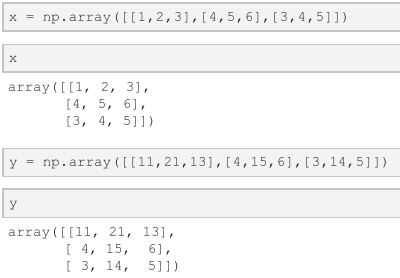 x = np.array([[1,2,3],[4,5,6],[3,4,5]])
x
array([[1, 2, 3],
       [4, 5, 6],
       [3, 4, 5]])
y = np.array([[11,21,13],[4,15,6],[3,14,5]])
y
array([[11, 21, 13],
       [ 4, 15,  6],
       [ 3, 14,  5]])